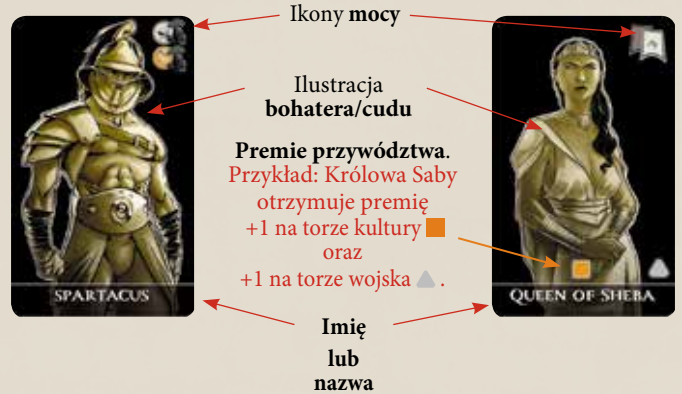 Ikony mocy
Ilustracja
bohatera/cudu
Premie przywództwa.
Przykład: Królowa Saby
otrzymuje premię
+1 na torze kultury
oraz
+1 na torze wojska .
SPARTACUS
QUEEN OF SHEBA
Imię
lub
nazwa